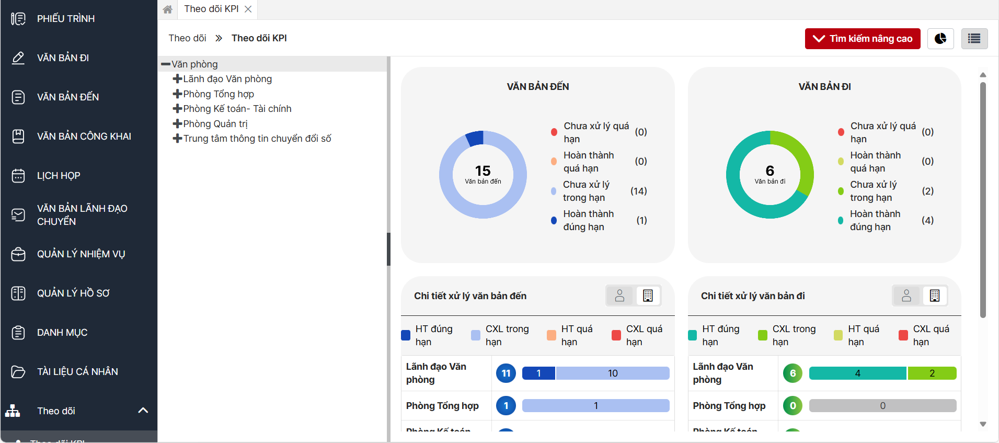 PHIẾU TRÌNH
VĂN BẢN ĐI
VĂN BẢN ĐẾN
VĂN BẢN CÔNG KHAI
LỊCH HỌP
VĂN BẢN LÃNH ĐẠO
CHUYỂN
QUẢN LÝ NHIỆM VỤ
QUẢN LÝ HỒ SƠ
DANH MỤC
TÀI LIỆU CÁ NHÂN
Theo dõi
Theo dõi KPI
Theo dõi KPI
Theo dõi » Theo dõi KPI
Tìm kiếm nâng cao
Văn phòng
Lãnh đạo Văn phòng
Phòng Tổng hợp
Phòng Kế toán- Tài chính
Phòng Quản trị
Trung tâm thông tin chuyển đổi số
VĂN BẢN ĐẾN
15
Văn bản đến
Chưa xử lý quá
hạn (0)
Hoàn thành
quá hạn (0)
Chưa xử lý
trong hạn (14)
Hoàn thành
đúng hạn (1)
VĂN BẢN ĐI
6
Văn bản đi
Chưa xử lý quá
hạn (0)
Hoàn thành
quá hạn (0)
Chưa xử lý
trong hạn (2)
Hoàn thành
đúng hạn (4)
Chi tiết xử lý văn bản đến
HT đúng
hạn
CXL trong
hạn
HT quá
hạn
CXL quá
hạn
Lãnh đạo Văn
phòng
11 1 10
Phòng Tổng hợp 1 1
Phòng Kế toán
Chi tiết xử lý văn bản đi
HT đúng
hạn
CXL trong
hạn
HT quá
hạn
CXL quá
hạn
Lãnh đạo Văn
phòng
6 4 2
Phòng Tổng hợp 0 0
Phòng Kế toán